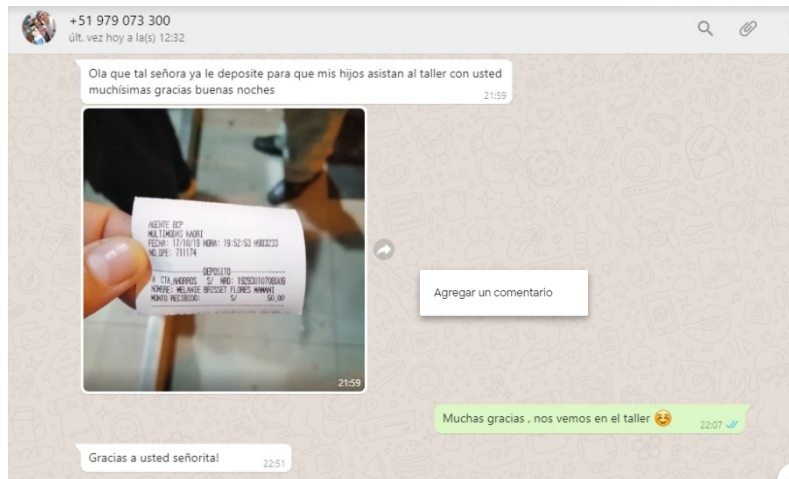 +51 979 073 300
últ. vez hoy a la(s) 12:32
Ola que tal señora ya le deposite para que mis hijos asistan al taller con usted
muchísimas gracias buenas noches
21:59
AGENTE BCP
MULTIMODAS KAORI
FECHA: 17/10/19 HORA: 19:52:53 H983233
NO.OPE: 711174
DEPOSITO
A CTA.AHORROS S/ NRO: 19293010708009
NOMBRE: MELANIE BRISSET FLORES MAMANI
MONTO RECIBIDO: S/ 50.00
21:59
Agregar un comentario
Muchas gracias , nos vemos en el taller ☺️
22:07
Gracias a usted señorita!
22:51